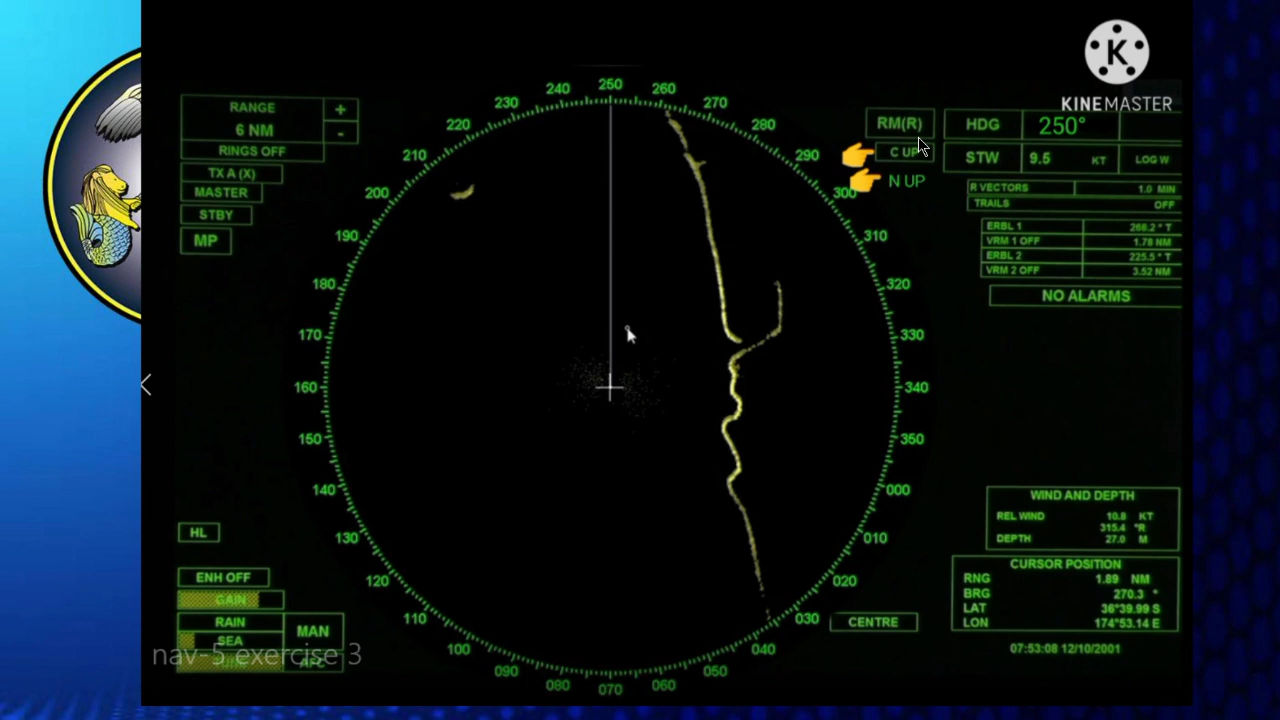 K
KINEMASTER
RANGE +
6 NM -
RINGS OFF
TX A (X)
MASTER
STBY
MP
RM(R)
C UP
N UP
HDG 250°
STW 9.5 KT LOG W
R VECTORS 1.0 MIN
TRAILS OFF
ERBL 1 266.2 ° T
VRM 1 OFF 1.78 NM
ERBL 2 225.5 ° T
VRM 2 OFF 3.52 NM
NO ALARMS
250
240 260
230 270
220 280
210 290
200 300
190 310
180 320
170 330
160 340
150 350
140 000
130 010
120 020
110 030
100 040
090 050
080 060
070
WIND AND DEPTH
REL WIND 10.8 KT
315.4 °R
DEPTH 27.0 M
CURSOR POSITION
RNG 1.89 NM
BRG 270.3 °
LAT 36°39.99 S
LON 174°53.14 E
CENTRE
07:53:08 12/10/2001
HL
ENH OFF
GAIN
RAIN
SEA
MAN
AFC
nav-5 exercise 3